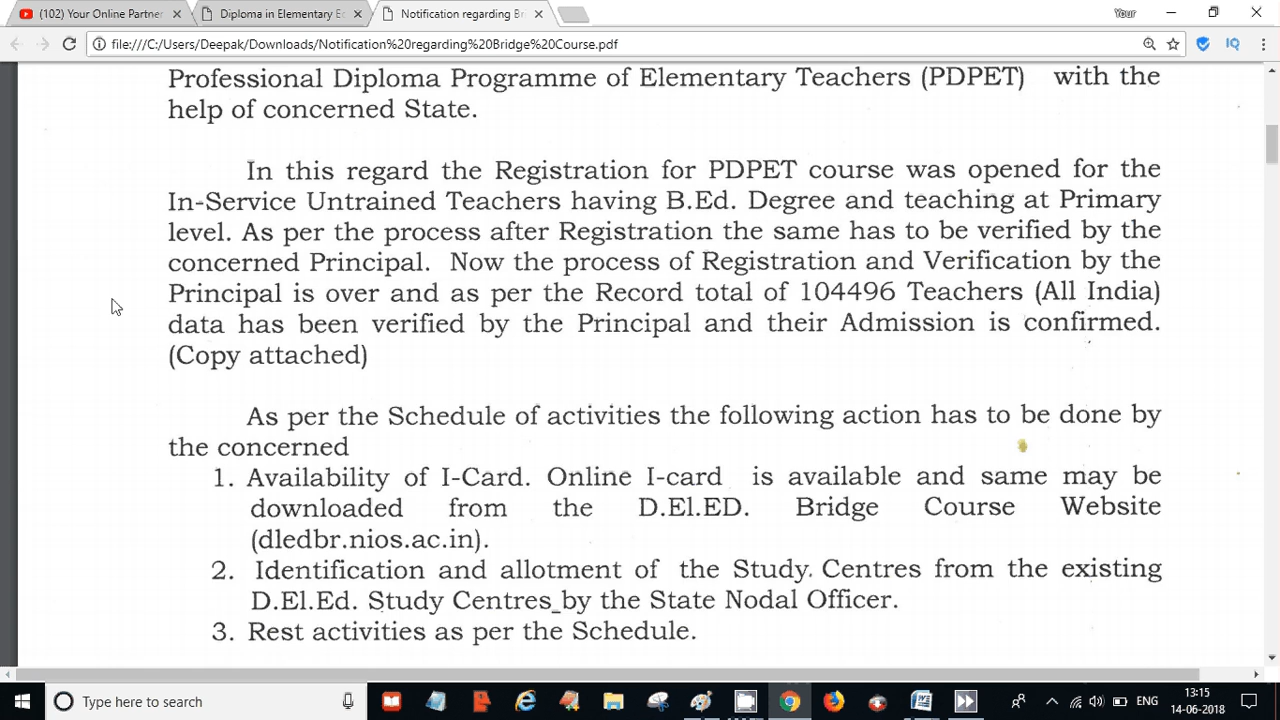 (102) Your Online Partner
Diploma in Elementary Ec
Notification regarding Br
Your
file:///C:/Users/Deepak/Downloads/Notification%20regarding%20Bridge%20Course.pdf
IQ
Professional Diploma Programme of Elementary Teachers (PDPET) with the
help of concerned State.
In this regard the Registration for PDPET course was opened for the
In-Service Untrained Teachers having B.Ed. Degree and teaching at Primary
level. As per the process after Registration the same has to be verified by the
concerned Principal. Now the process of Registration and Verification by the
Principal is over and as per the Record total of 104496 Teachers (All India)
data has been verified by the Principal and their Admission is confirmed.
(Copy attached)
As per the Schedule of activities the following action has to be done by
the concerned
1. Availability of I-Card. Online I-card is available and same may be
downloaded from the D.El.ED. Bridge Course Website
(dledbr.nios.ac.in).
2. Identification and allotment of the Study Centres from the existing
D.El.Ed. Study Centres by the State Nodal Officer.
3. Rest activities as per the Schedule.
Type here to search
ENG
13:15
14-06-2018